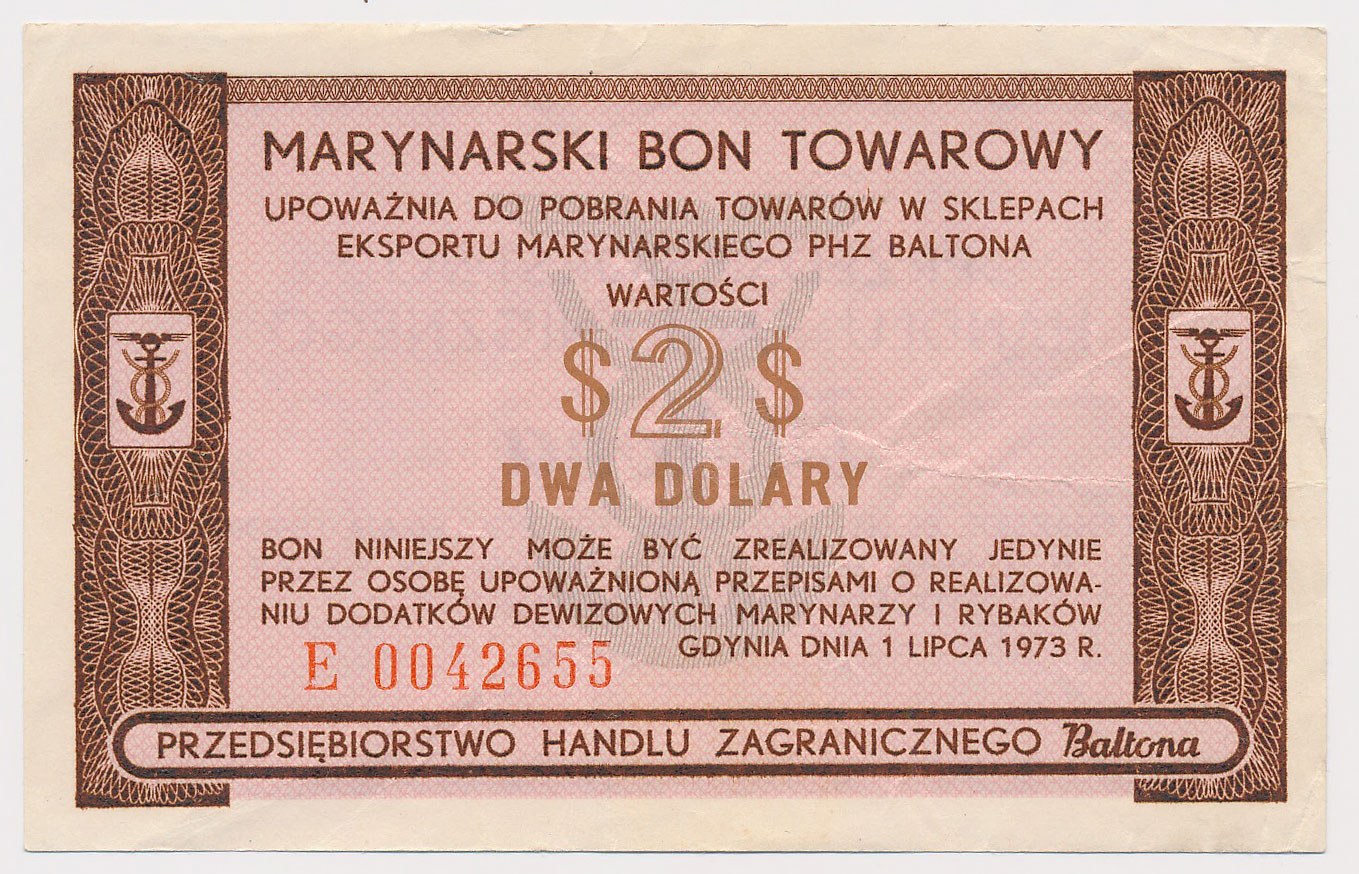 MARYNARSKI BON TOWAROWY
UPOWAŻNIA DO POBRANIA TOWARÓW W SKLEPACH
EKSPORTU MARYNARSKIEGO PHZ BALTONA
WARTOŚCI
$ 2 $
DWA DOLARY
BON NINIEJSZY MOŻE BYĆ ZREALIZOWANY JEDYNIE
PRZEZ OSOBĘ UPOWAŻNIONĄ PRZEPISAMI O REALIZOWA-
NIU DODATKÓW DEWIZOWYCH MARYNARZY I RYBAKÓW
GDYNIA DNIA 1 LIPCA 1973 R.
E 0042655
PRZEDSIĘBIORSTWO HANDLU ZAGRANICZNEGO Baltona